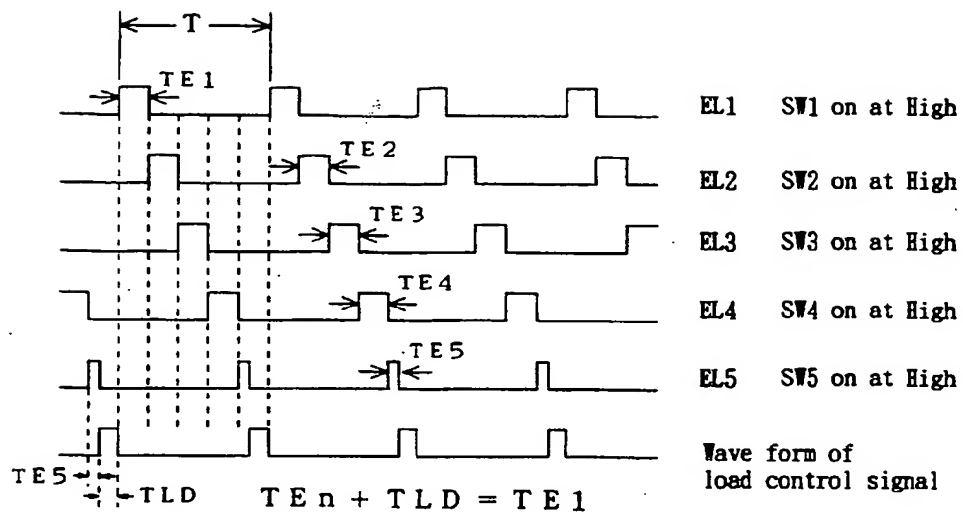 T
TE1
EL1 SW1 on at High
TE2
EL2 SW2 on at High
TE3
EL3 SW3 on at High
TE4
EL4 SW4 on at High
TE5
EL5 SW5 on at High
Wave form of
load control signal
TE5
TLD
TEn + TLD = TE1